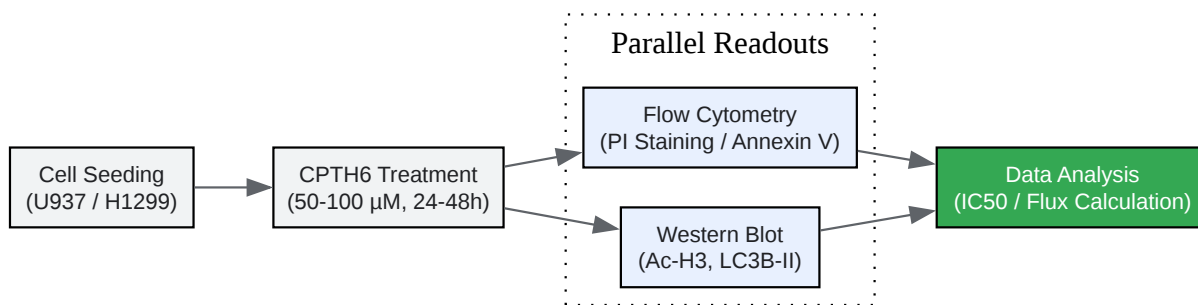 Parallel Readouts
Cell Seeding
(U937 / H1299)
CPTH6 Treatment
(50-100 µM, 24-48h)
Flow Cytometry
(PI Staining / Annexin V)
Western Blot
(Ac-H3, LC3B-II)
Data Analysis
(IC50 / Flux Calculation)